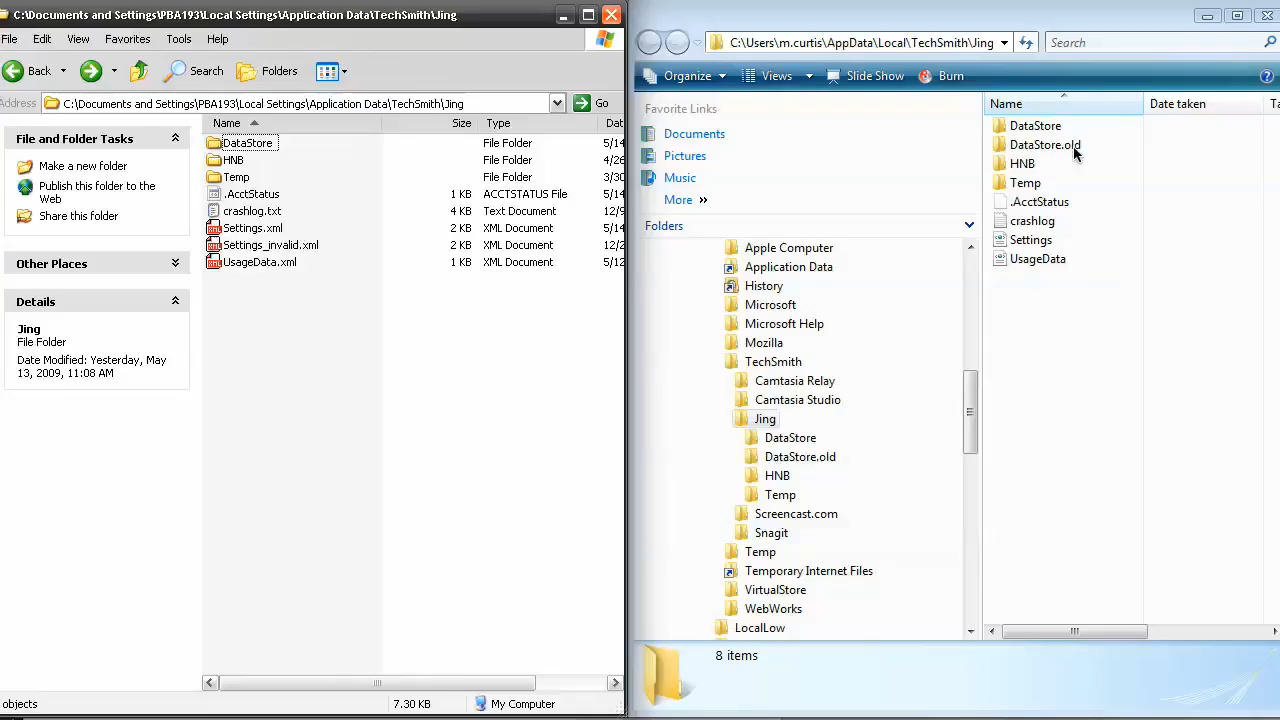 C:\Documents and Settings\PBA193\Local Settings\Application Data\TechSmith\Jing
File Edit View Favorites Tools Help
Back Search Folders
Address C:\Documents and Settings\PBA193\Local Settings\Application Data\TechSmith\Jing Go
File and Folder Tasks
Make a new folder
Publish this folder to the
Web
Share this folder
Other Places
Details
Jing
File Folder
Date Modified: Yesterday, May
13, 2009, 11:08 AM
Name Size Type Dat
DataStore File Folder 5/14
HNB File Folder 4/26
Temp File Folder 3/30
.AcctStatus 1 KB ACCTSTATUS File 5/14
crashlog.txt 4 KB Text Document 12/9
Settings.xml 2 KB XML Document 5/14
Settings_invalid.xml 2 KB XML Document 12/2
UsageData.xml 1 KB XML Document 5/12
objects 7.30 KB My Computer
C:\Users\m.curtis\AppData\Local\TechSmith\Jing Search
Organize Views Slide Show Burn
Favorite Links
Documents
Pictures
Music
More »
Folders
Apple Computer
Application Data
History
Microsoft
Microsoft Help
Mozilla
TechSmith
Camtasia Relay
Camtasia Studio
Jing
DataStore
DataStore.old
HNB
Temp
Screencast.com
Snagit
Temp
Temporary Internet Files
VirtualStore
WebWorks
LocalLow
Name Date taken
DataStore
DataStore.old
HNB
Temp
.AcctStatus
crashlog
Settings
UsageData
8 items